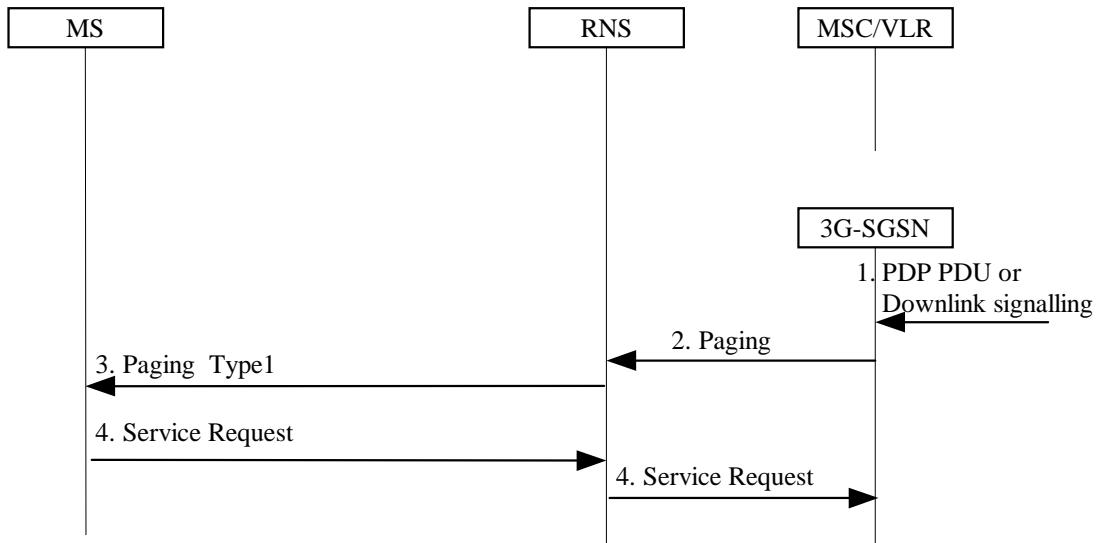 MS
RNS
MSC/VLR
3G-SGSN
1. PDP PDU or
Downlink signalling
2. Paging
3. Paging Type1
4. Service Request
4. Service Request